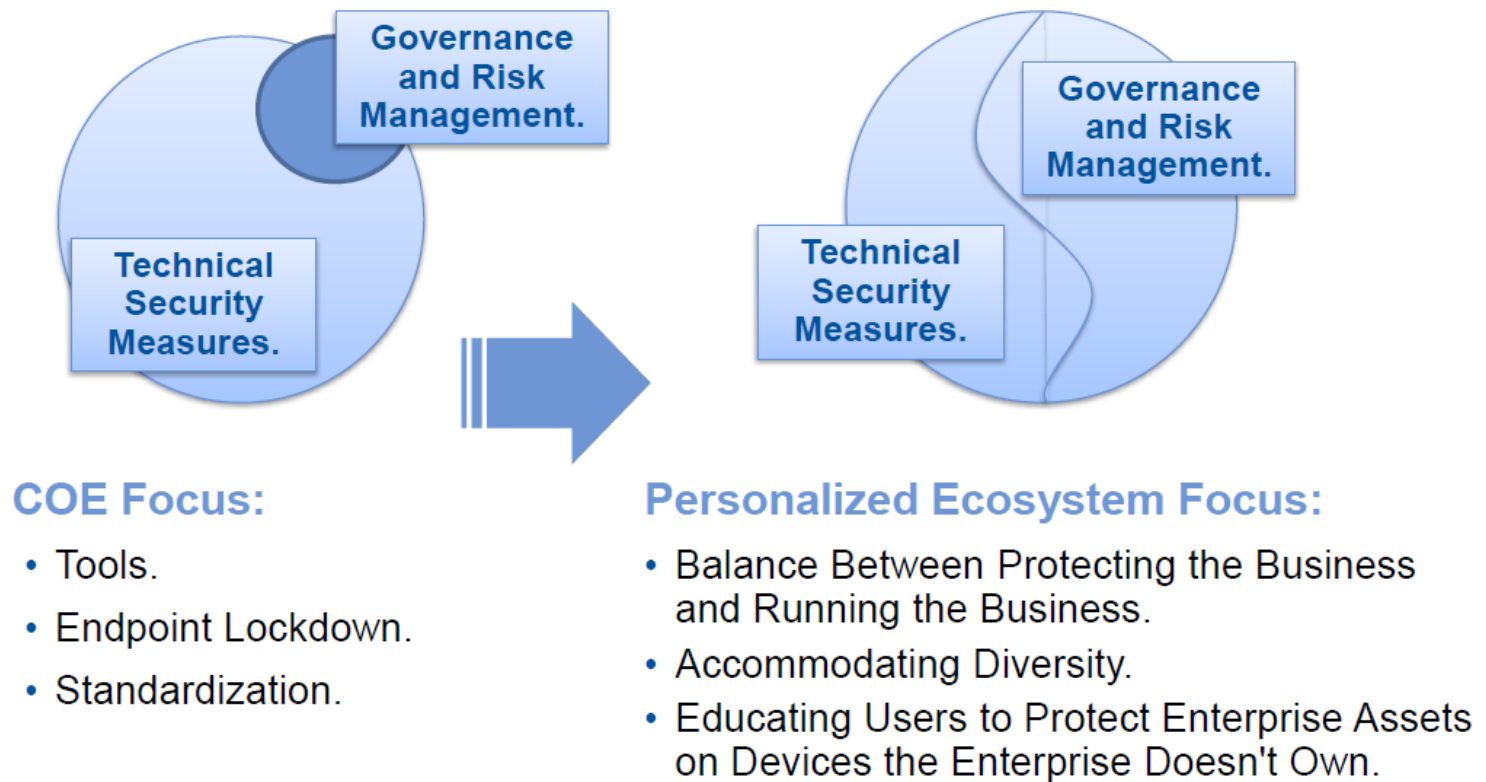 Governance
and Risk
Management.
Technical
Security
Measures.
Governance
and Risk
Management.
Technical
Security
Measures.
COE Focus:
• Tools.
• Endpoint Lockdown.
• Standardization.
Personalized Ecosystem Focus:
• Balance Between Protecting the Business
and Running the Business.
• Accommodating Diversity.
• Educating Users to Protect Enterprise Assets
on Devices the Enterprise Doesn't Own.